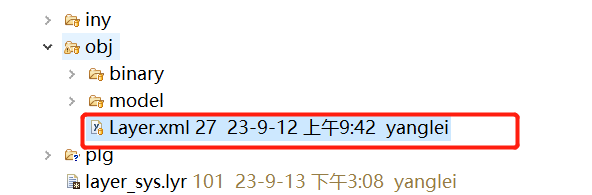 iny
obj
binary
model
Layer.xml 27 23-9-12 上午9:42 yanglei
plg
layer_sys.lyr 101 23-9-13 下午3:08 yanglei